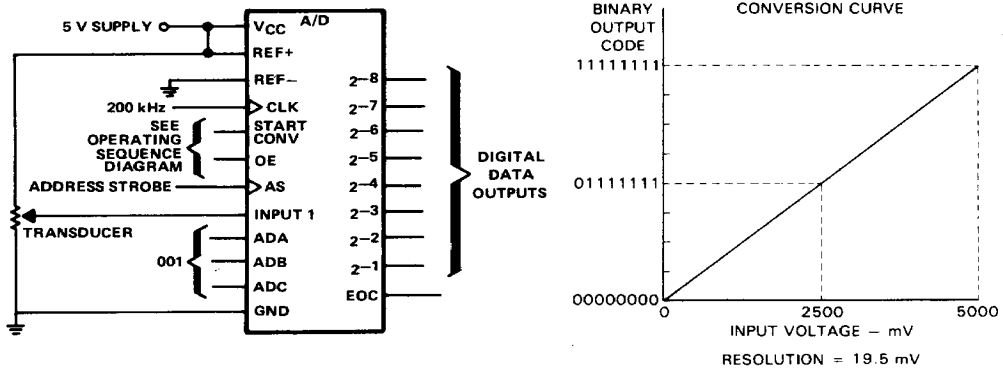 A/D
5 V SUPPLY
VCC
REF+
REF−
200 kHz
CLK
SEE
OPERATING
SEQUENCE
DIAGRAM
START
CONV
OE
ADDRESS STROBE
AS
INPUT 1
TRANSDUCER
001
ADA
ADB
ADC
GND
2−8
2−7
2−6
2−5
2−4
2−3
2−2
2−1
EOC
DIGITAL
DATA
OUTPUTS
CONVERSION CURVE
BINARY
OUTPUT
CODE
11111111
01111111
00000000
0 2500 5000
INPUT VOLTAGE − mV
RESOLUTION = 19.5 mV